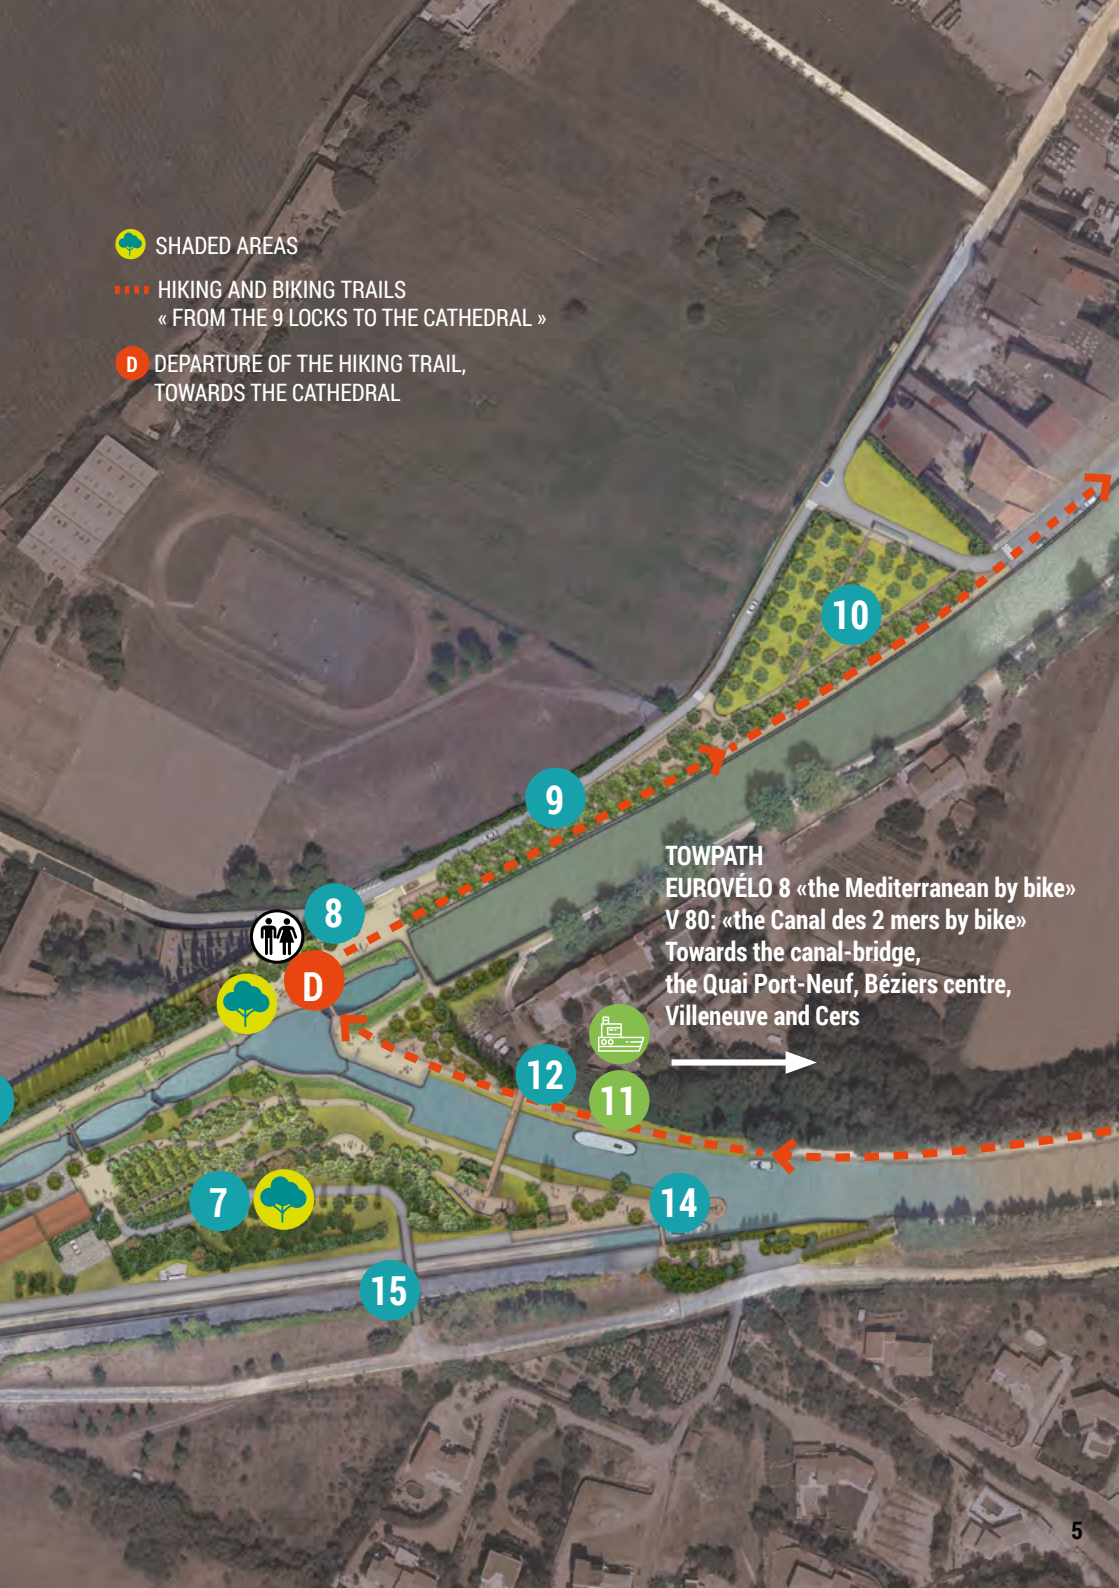 SHADED AREAS
HIKING AND BIKING TRAILS
« FROM THE 9 LOCKS TO THE CATHEDRAL »
D DEPARTURE OF THE HIKING TRAIL,
TOWARDS THE CATHEDRAL
10
9
TOWPATH
EUROVÉLO 8 «the Mediterranean by bike»
V 80: «the Canal des 2 mers by bike»
Towards the canal-bridge,
the Quai Port-Neuf, Béziers centre,
Villeneuve and Cers
8
D
12
11
7
14
15
5